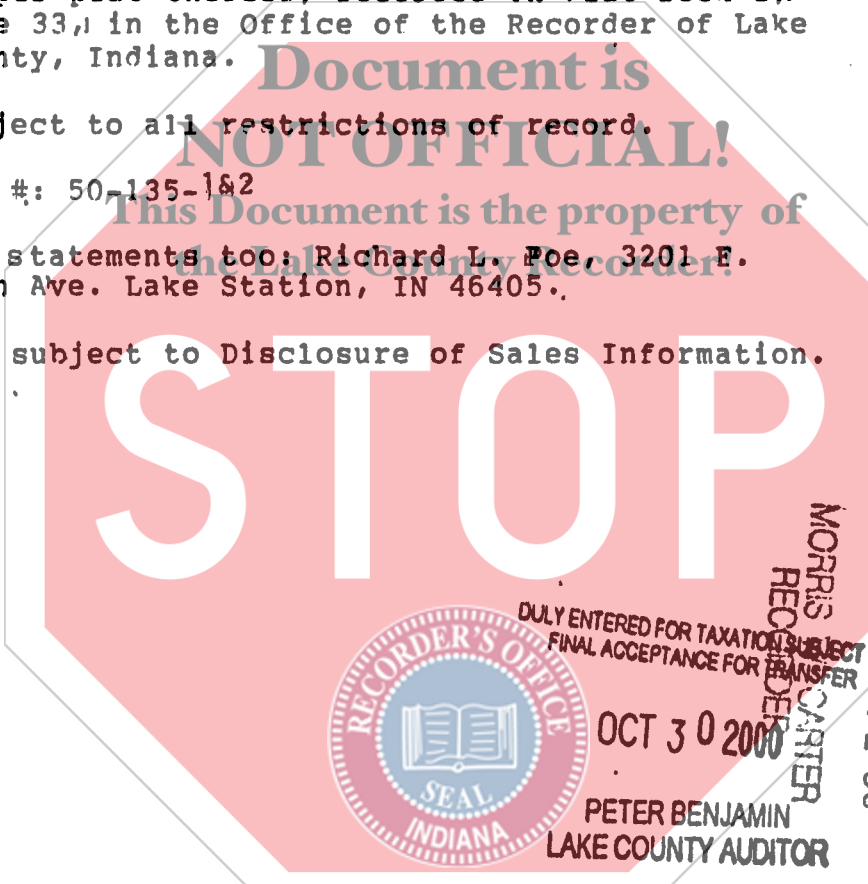 e 33, in the Office of the Recorder of Lake
nty, Indiana.
Document is
ject to all restrictions of record.
NOT OFFICIAL!
#: 50-135-1&2
This Document is the property of
statements too: Richard L. Poe, 3201 E.
the Lake County Recorder!
Ave. Lake Station, IN 46405.
subject to Disclosure of Sales Information.
STOP
MORRIS CARTER
RECORDER
DULY ENTERED FOR TAXATION SUBJECT
FINAL ACCEPTANCE FOR TRANSFER
OCT 30 2000
PETER BENJAMIN
LAKE COUNTY AUDITOR
RECORDER'S OFFICE
SEAL
INDIANA